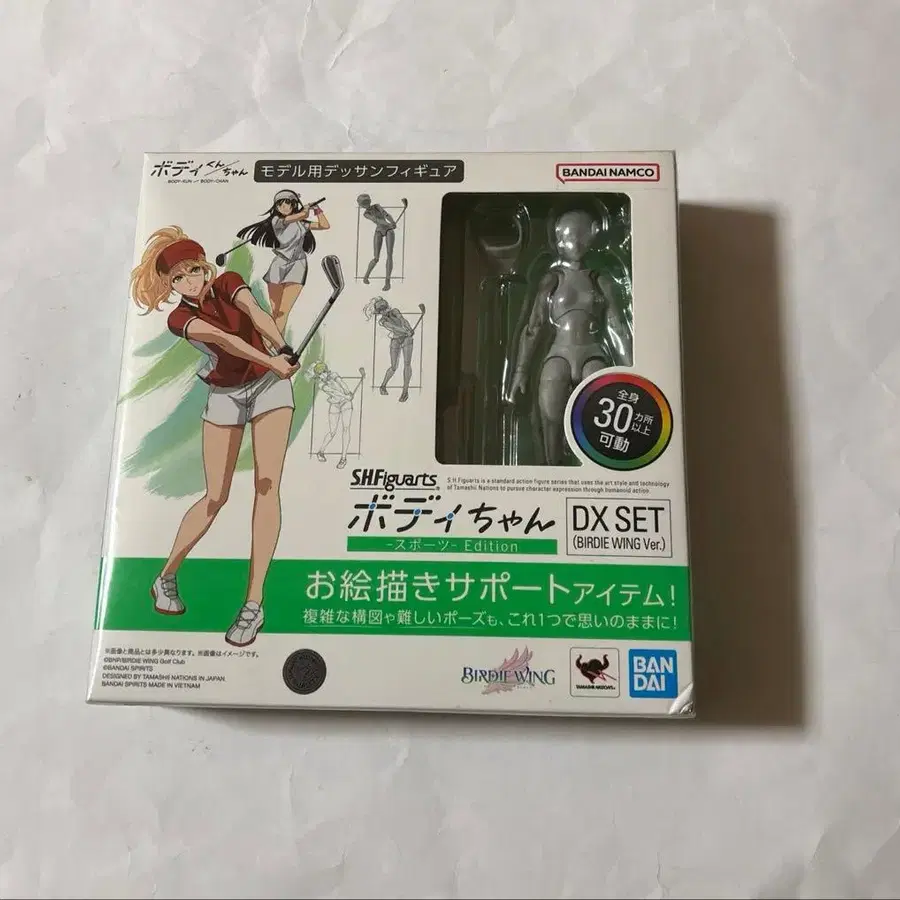 ボディくん/ちゃん
BODY-KUN / BODY-CHAN
モデル用デッサンフィギュア
BANDAI NAMCO
全身
30カ所以上
可動
S.H.Figuarts
S.H.Figuarts is a standard action figure series that uses the art style and technology
of Tamashii Nations to pursue character expression through humanoid action.
ボディちゃん
-スポーツ- Edition
DX SET
(BIRDIE WING Ver.)
お絵描きサポートアイテム!
複雑な構図や難しいポーズも、これ1つで思いのままに!
※画像と商品とは多少異なります。※画像はイメージです。
©BNP/BIRDIE WING Golf Club
©BANDAI SPIRITS
DESIGNED BY TAMASHII NATIONS IN JAPAN
BANDAI SPIRITS MADE IN VIETNAM
BIRDIE WING
TAMASHII NATIONS
BAN
DAI